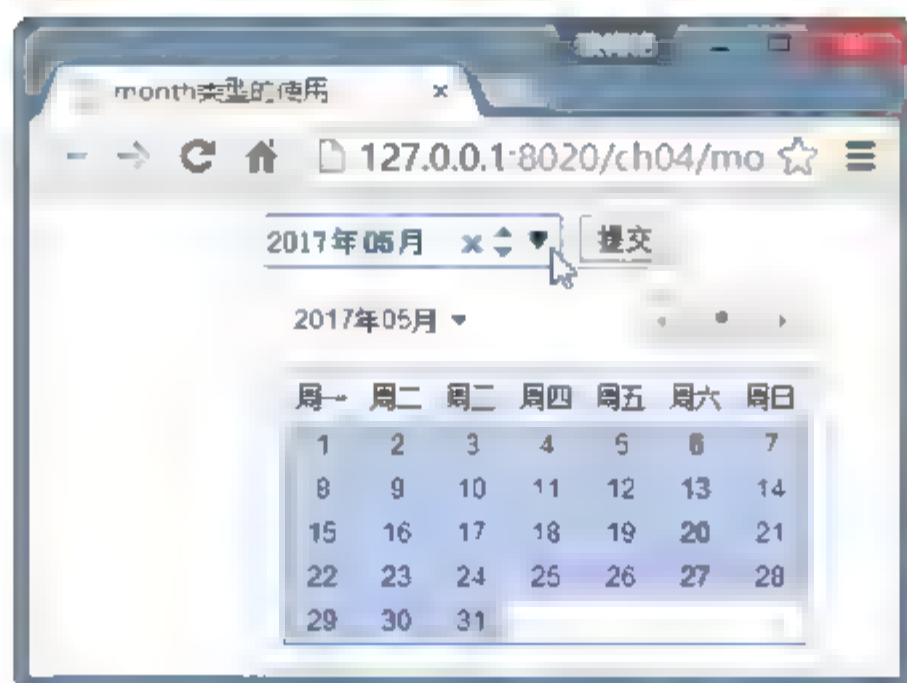 month类型的使用 ×
127.0.0.1:8020/ch04/mo
2017年05月 提交
2017年05月
周一 周二 周三 周四 周五 周六 周日
1 2 3 4 5 6 7
8 9 10 11 12 13 14
15 16 17 18 19 20 21
22 23 24 25 26 27 28
29 30 31